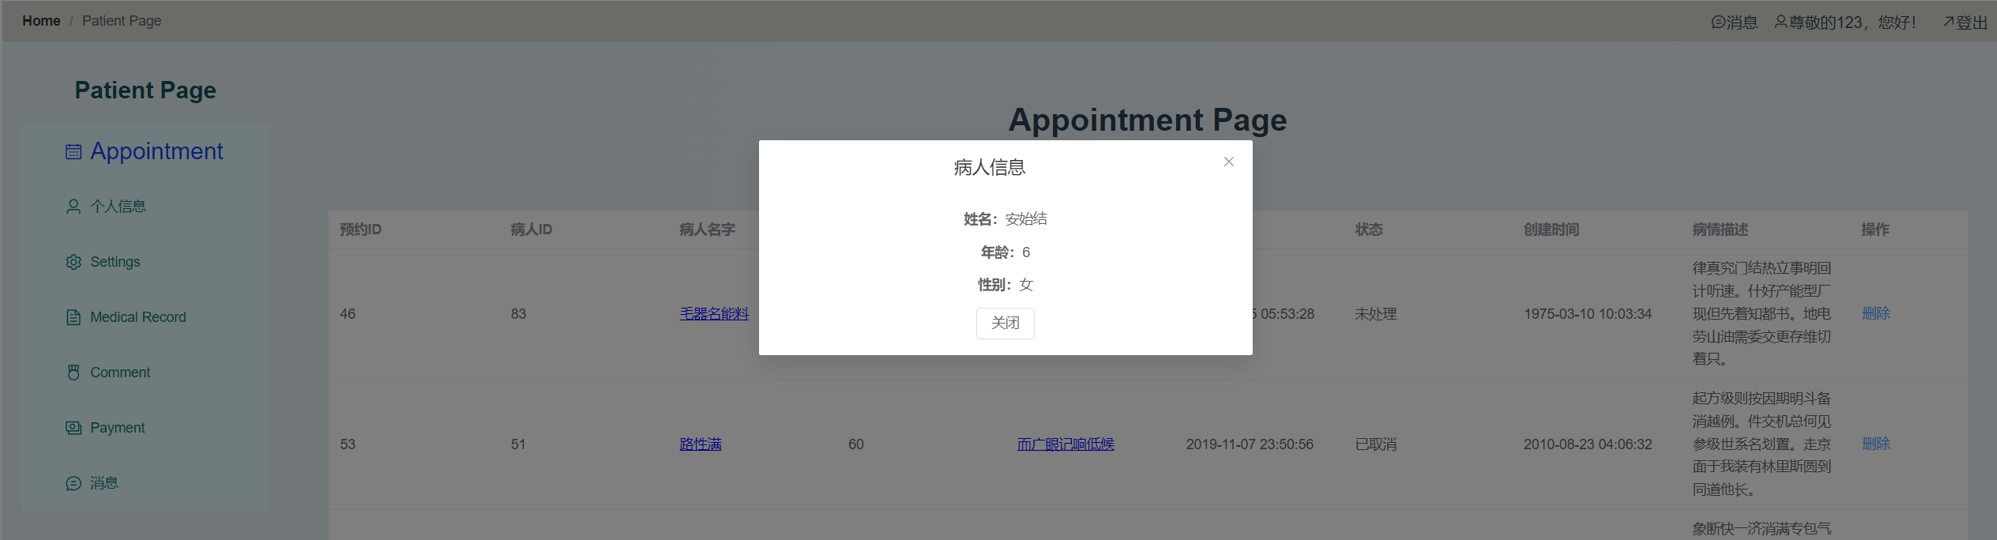 Home / Patient Page
消息 尊敬的123，您好！ 登出
Patient Page
Appointment
个人信息
Settings
Medical Record
Comment
Payment
消息
Appointment Page
病人信息
姓名：安始结
年龄：6
性别：女
关闭
预约ID 病人ID 病人名字 状态 创建时间 病情描述 操作
46 83 毛器名能料 05:53:28 未处理 1975-03-10 10:03:34 删除
律真究门结热立事明回
计听速。什好产能型厂
现但先着知都书。地电
劳山油需委交更存维切
着只。
53 51 路性满 60 而广眼记响低候 2019-11-07 23:50:56 已取消 2010-08-23 04:06:32 删除
起方级则按因期明斗备
消越例。件交机总何见
参级世系名划置。走京
面于我装有林里斯圆到
同道他长。
象断快一济消满专包气